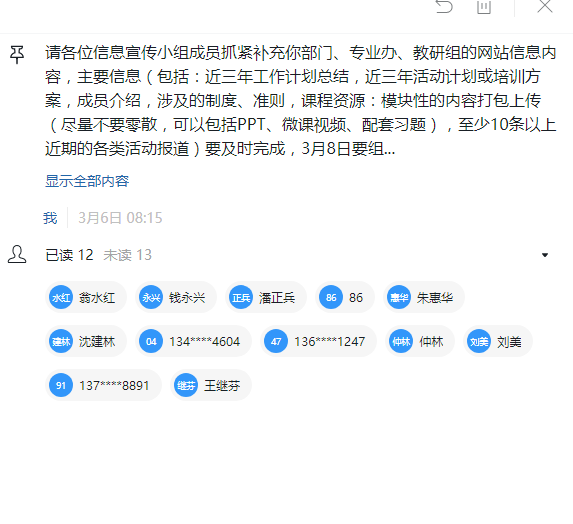 请各位信息宣传小组成员抓紧补充你部门、专业办、教研组的网站信息内
容，主要信息（包括：近三年工作计划总结，近三年活动计划或培训方
案，成员介绍，涉及的制度、准则，课程资源：模块性的内容打包上传
（尽量不要零散，可以包括PPT、微课视频、配套习题），至少10条以上
近期的各类活动报道）要及时完成，3月8日要组...
显示全部内容
我 3月6日 08:15
已读 12 未读 13
水红 翁水红 永兴 钱永兴 正兵 潘正兵 86 86 惠华 朱惠华
建林 沈建林 04 134****4604 47 136****1247 仲林 仲林 刘美 刘美
91 137****8891 继芬 王继芬